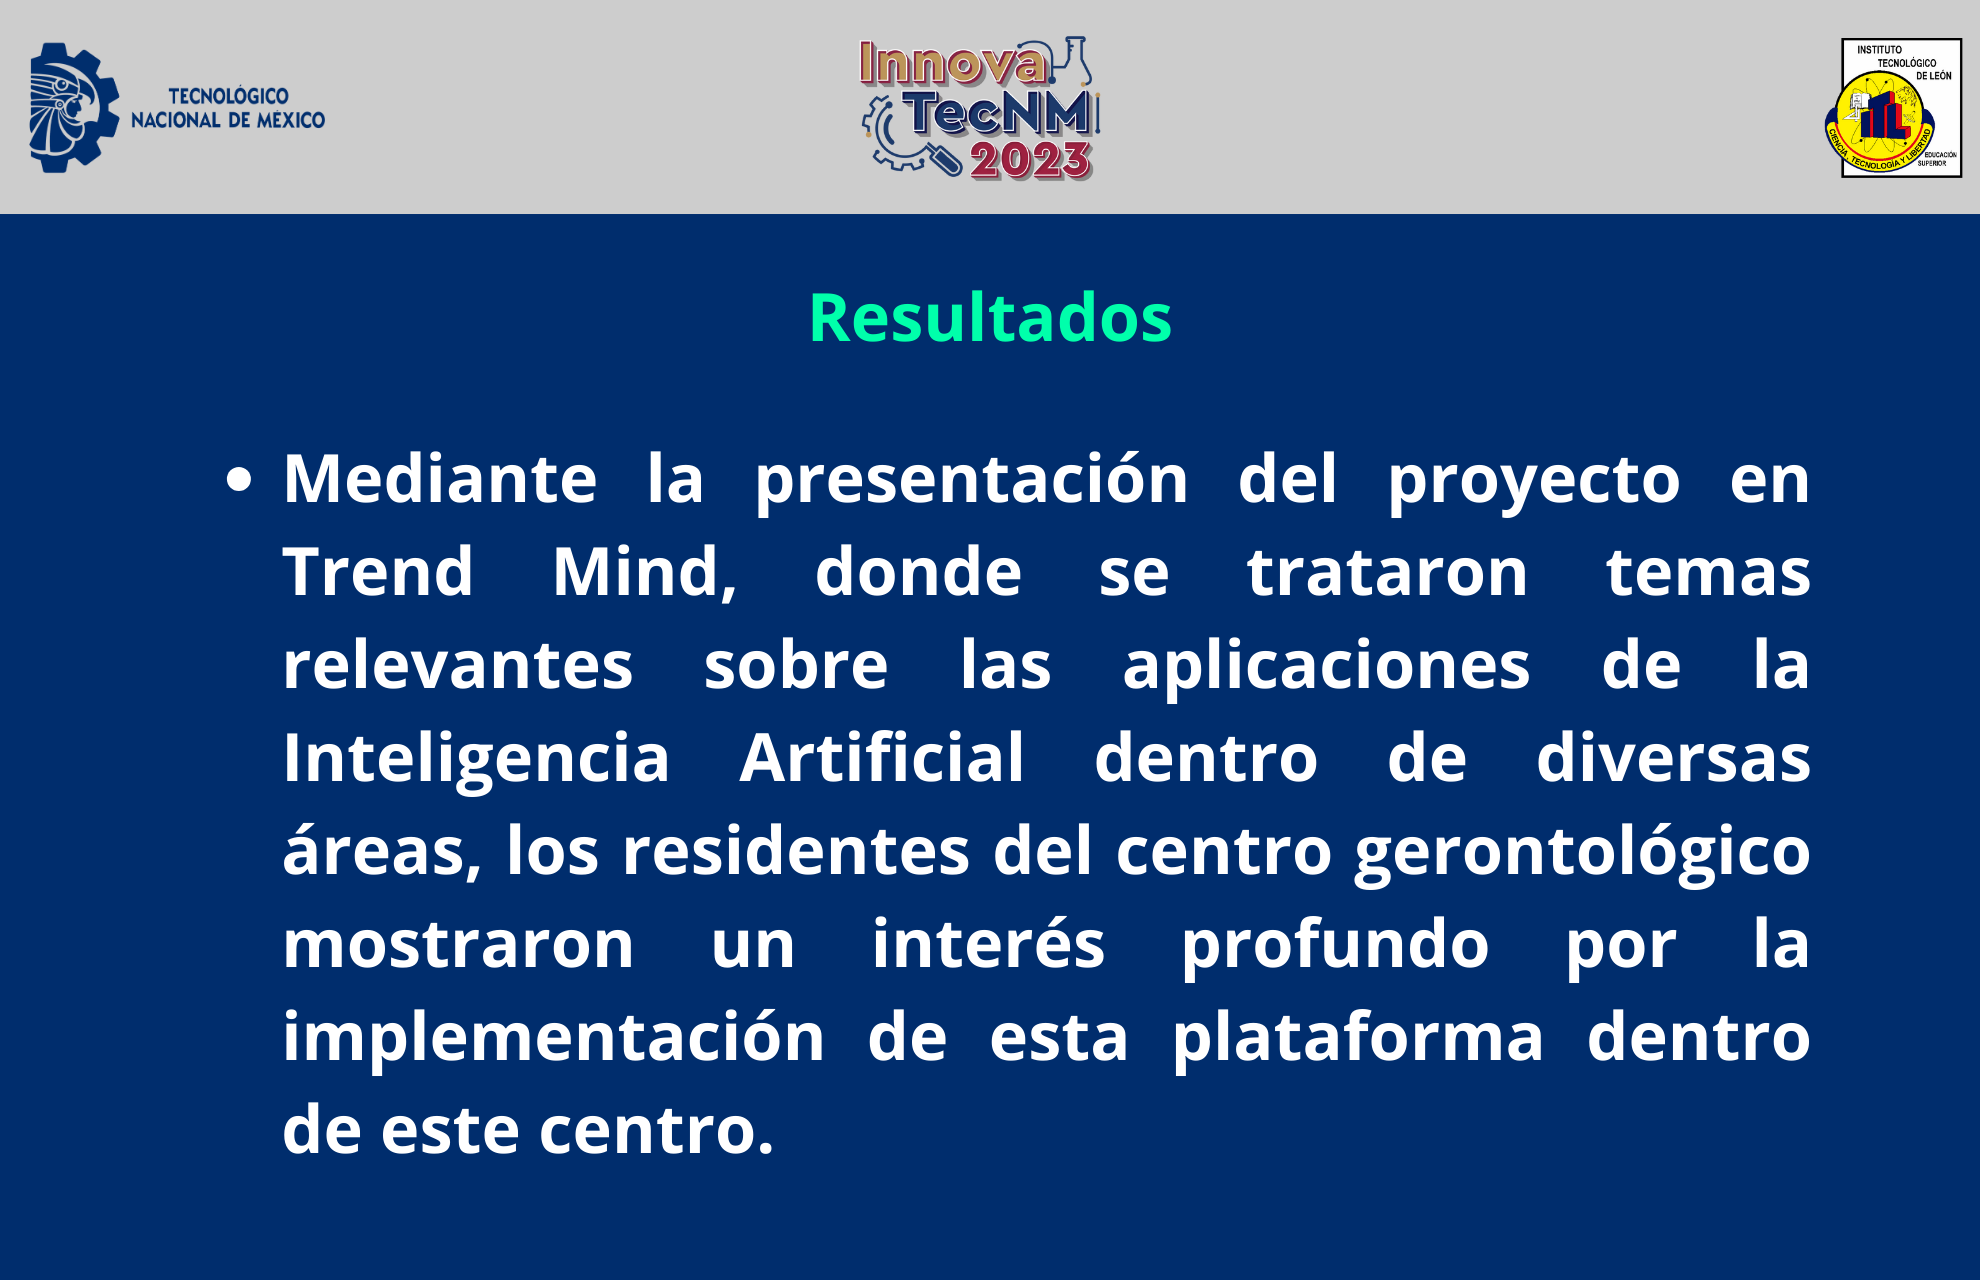 TECNOLÓGICO
NACIONAL DE MÉXICO
Innova
TecNM
2023
INSTITUTO
TECNOLÓGICO
DE LEÓN
ITL
CIENCIA, TECNOLOGÍA Y LIBERTAD
EDUCACIÓN
SUPERIOR
Resultados
• Mediante la presentación del proyecto en
Trend Mind, donde se trataron temas
relevantes sobre las aplicaciones de la
Inteligencia Artificial dentro de diversas
áreas, los residentes del centro gerontológico
mostraron un interés profundo por la
implementación de esta plataforma dentro
de este centro.